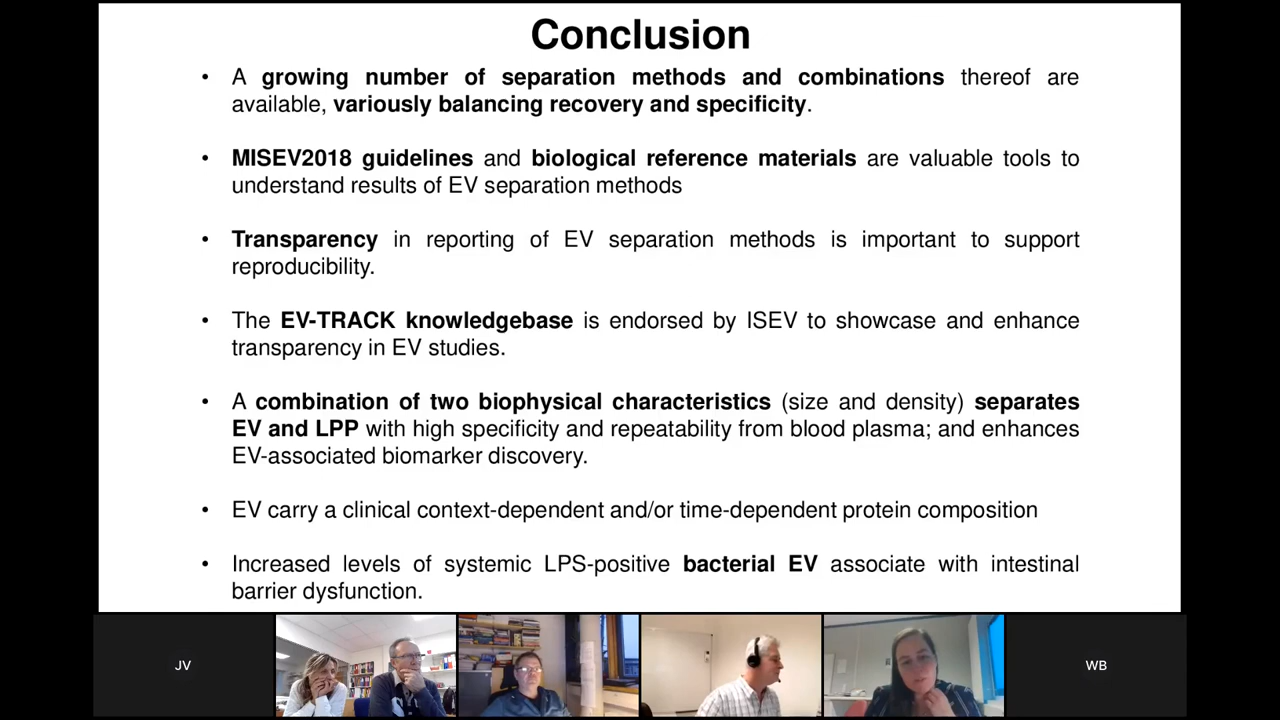 Conclusion
• A growing number of separation methods and combinations thereof are
available, variously balancing recovery and specificity.
• MISEV2018 guidelines and biological reference materials are valuable tools to
understand results of EV separation methods
• Transparency in reporting of EV separation methods is important to support
reproducibility.
• The EV-TRACK knowledgebase is endorsed by ISEV to showcase and enhance
transparency in EV studies.
• A combination of two biophysical characteristics (size and density) separates
EV and LPP with high specificity and repeatability from blood plasma; and enhances
EV-associated biomarker discovery.
• EV carry a clinical context-dependent and/or time-dependent protein composition
• Increased levels of systemic LPS-positive bacterial EV associate with intestinal
barrier dysfunction.
JV
WB